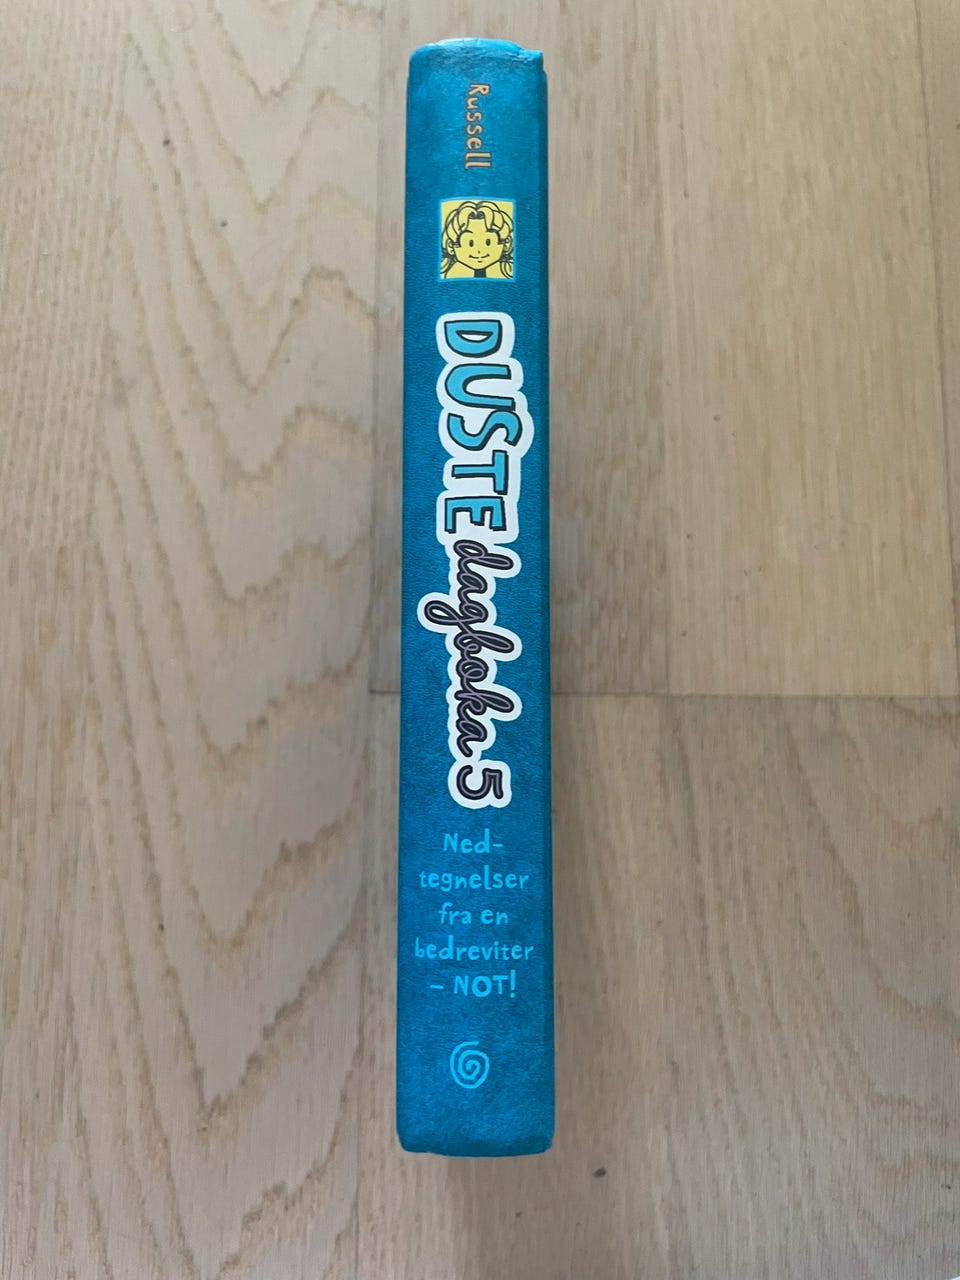 Russell
DUSTE dagboka 5
Ned-
tegnelser
fra en
bedreviter
– NOT!